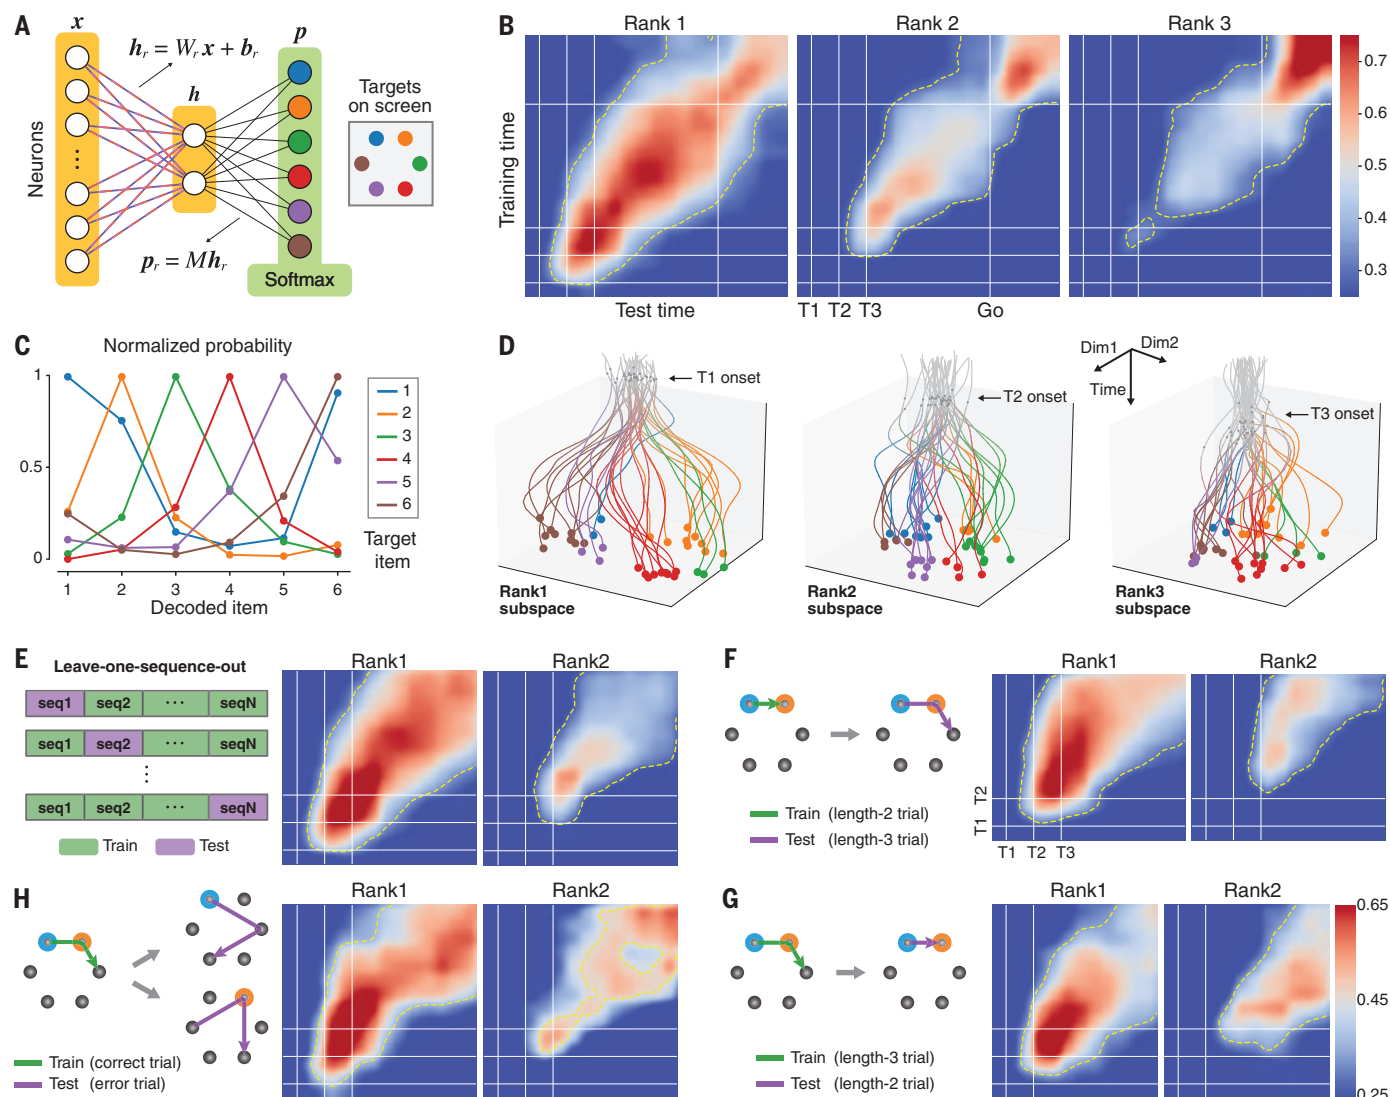 A
x
h_r = W_r x + b_r
p
h
Neurons
⋮
Targets
on screen
p_r = Mh_r
Softmax
B
Rank 1
Rank 2
Rank 3
Training time
Test time
T1 T2 T3
Go
0.7
0.6
0.5
0.4
0.3
C
Normalized probability
1
0.5
0
1 2 3 4 5 6
Decoded item
1
2
3
4
5
6
Target
item
D
T1 onset
T2 onset
T3 onset
Dim1
Dim2
Time
Rank1
subspace
Rank2
subspace
Rank3
subspace
E
Leave-one-sequence-out
seq1 seq2 ··· seqN
seq1 seq2 ··· seqN
⋮
seq1 seq2 ··· seqN
Train
Test
Rank1
Rank2
F
Train (length-2 trial)
Test (length-3 trial)
Rank1
Rank2
T2
T1
T1 T2 T3
H
Train (correct trial)
Test (error trial)
Rank1
Rank2
G
Train (length-3 trial)
Test (length-2 trial)
Rank1
Rank2
0.65
0.45
0.25